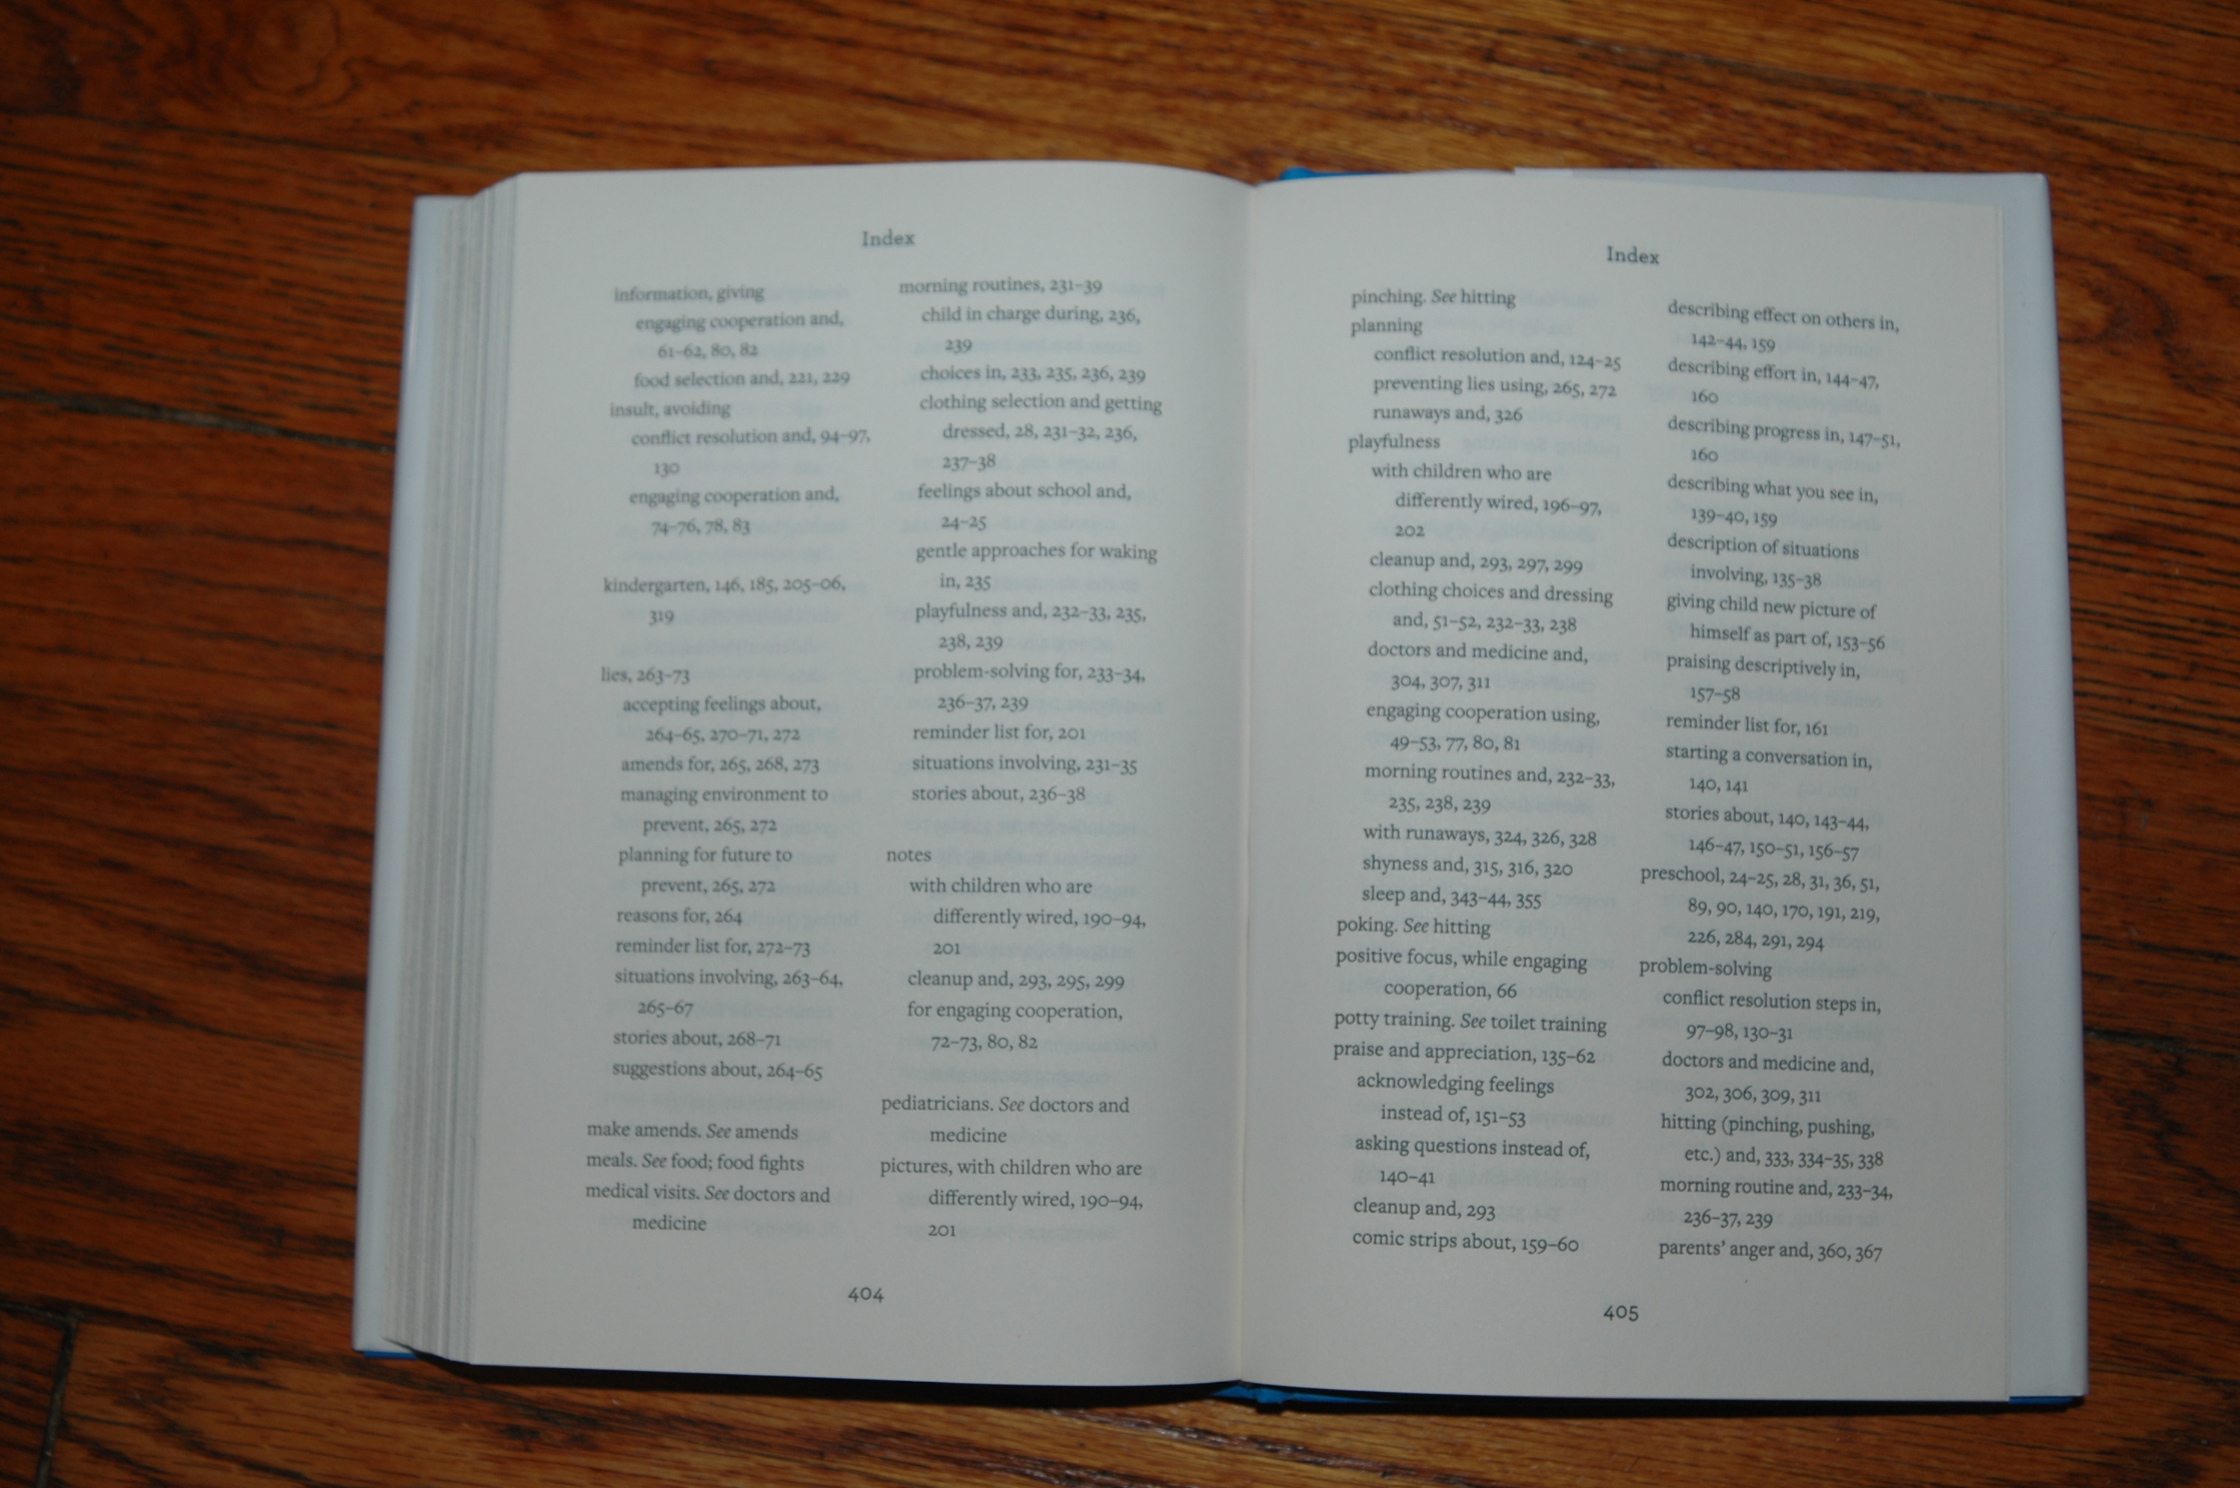 Index
information, giving
engaging cooperation and,
61–62, 80, 82
food selection and, 221, 229
insult, avoiding
conflict resolution and, 94–97,
130
engaging cooperation and,
74–76, 78, 83
kindergarten, 146, 185, 205–06,
319
lies, 263–73
accepting feelings about,
264–65, 270–71, 272
amends for, 265, 268, 273
managing environment to
prevent, 265, 272
planning for future to
prevent, 265, 272
reasons for, 264
reminder list for, 272–73
situations involving, 263–64,
265–67
stories about, 268–71
suggestions about, 264–65
make amends. See amends
meals. See food; food fights
medical visits. See doctors and
medicine
morning routines, 231–39
child in charge during, 236,
239
choices in, 233, 235, 236, 239
clothing selection and getting
dressed, 28, 231–32, 236,
237–38
feelings about school and,
24–25
gentle approaches for waking
in, 235
playfulness and, 232–33, 235,
238, 239
problem-solving for, 233–34,
236–37, 239
reminder list for, 201
situations involving, 231–35
stories about, 236–38
notes
with children who are
differently wired, 190–94,
201
cleanup and, 293, 295, 299
for engaging cooperation,
72–73, 80, 82
pediatricians. See doctors and
medicine
pictures, with children who are
differently wired, 190–94,
201
404
Index
pinching. See hitting
planning
conflict resolution and, 124–25
preventing lies using, 265, 272
runaways and, 326
playfulness
with children who are
differently wired, 196–97,
202
cleanup and, 293, 297, 299
clothing choices and dressing
and, 51–52, 232–33, 238
doctors and medicine and,
304, 307, 311
engaging cooperation using,
49–53, 77, 80, 81
morning routines and, 232–33,
235, 238, 239
with runaways, 324, 326, 328
shyness and, 315, 316, 320
sleep and, 343–44, 355
poking. See hitting
positive focus, while engaging
cooperation, 66
potty training. See toilet training
praise and appreciation, 135–62
acknowledging feelings
instead of, 151–53
asking questions instead of,
140–41
cleanup and, 293
comic strips about, 159–60
describing effect on others in,
142–44, 159
describing effort in, 144–47,
160
describing progress in, 147–51,
160
describing what you see in,
139–40, 159
description of situations
involving, 135–38
giving child new picture of
himself as part of, 153–56
praising descriptively in,
157–58
reminder list for, 161
starting a conversation in,
140, 141
stories about, 140, 143–44,
146–47, 150–51, 156–57
preschool, 24–25, 28, 31, 36, 51,
89, 90, 140, 170, 191, 219,
226, 284, 291, 294
problem-solving
conflict resolution steps in,
97–98, 130–31
doctors and medicine and,
302, 306, 309, 311
hitting (pinching, pushing,
etc.) and, 333, 334–35, 338
morning routine and, 233–34,
236–37, 239
parents' anger and, 360, 367
405